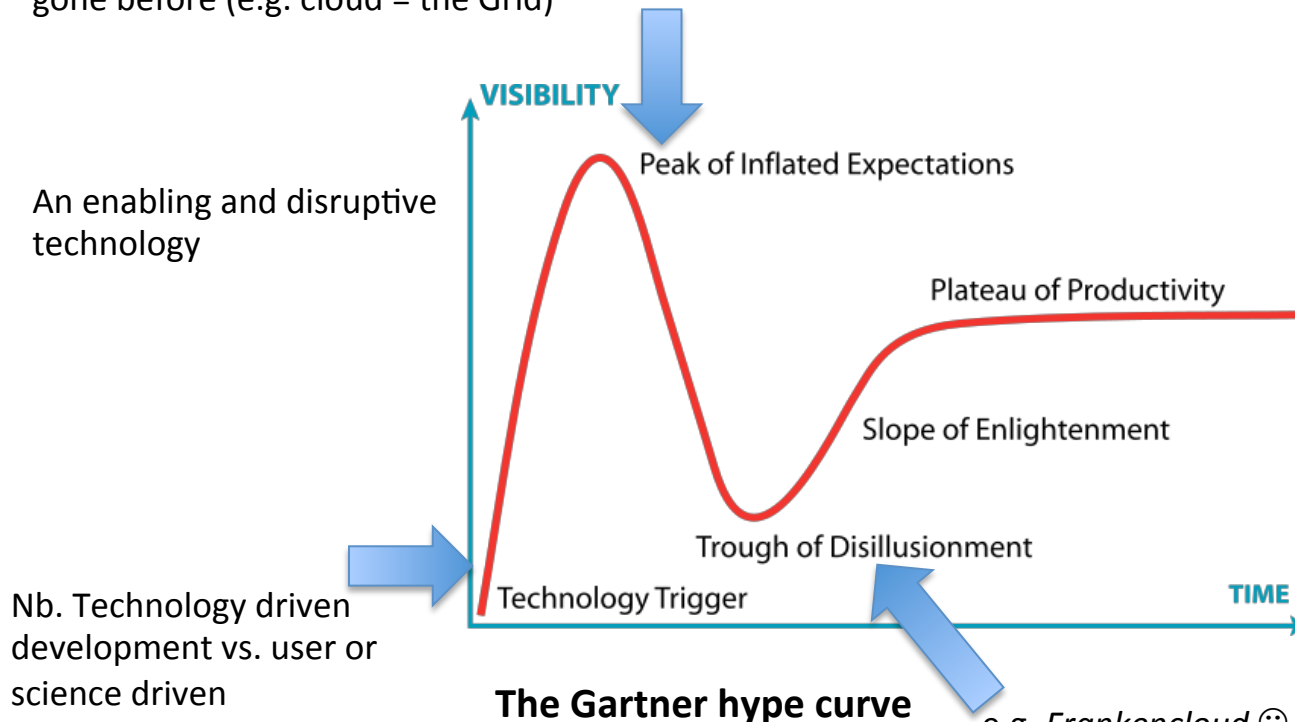 gone before (e.g. cloud = the Grid)
VISIBILITY
Peak of Inflated Expectations
An enabling and disruptive
technology
Plateau of Productivity
Slope of Enlightenment
Trough of Disillusionment
Technology Trigger
TIME
Nb. Technology driven
development vs. user or
science driven
The Gartner hype curve
e.g. Frankencloud ☺